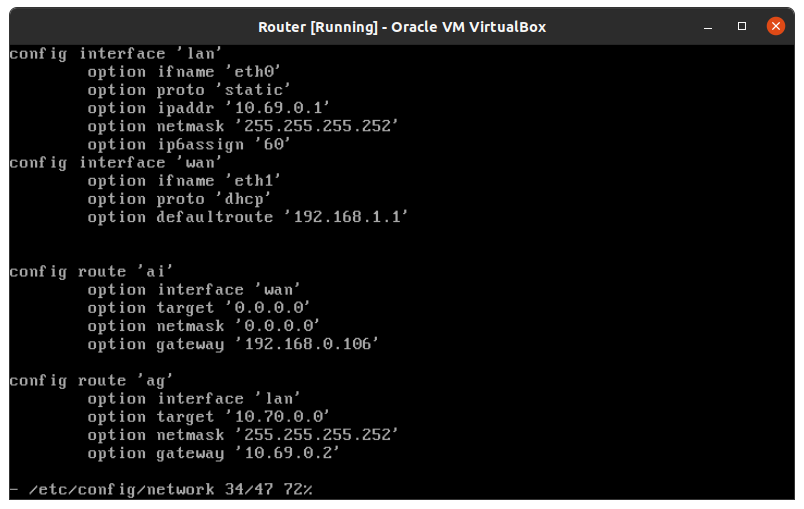 Router [Running] - Oracle VM VirtualBox
config interface 'lan'
        option ifname 'eth0'
        option proto 'static'
        option ipaddr '10.69.0.1'
        option netmask '255.255.255.252'
        option ip6assign '60'
config interface 'wan'
        option ifname 'eth1'
        option proto 'dhcp'
        option defaultroute '192.168.1.1'
config route 'ai'
        option interface 'wan'
        option target '0.0.0.0'
        option netmask '0.0.0.0'
        option gateway '192.168.0.106'
config route 'ag'
        option interface 'lan'
        option target '10.70.0.0'
        option netmask '255.255.255.252'
        option gateway '10.69.0.2'
- /etc/config/network 34/47 72%